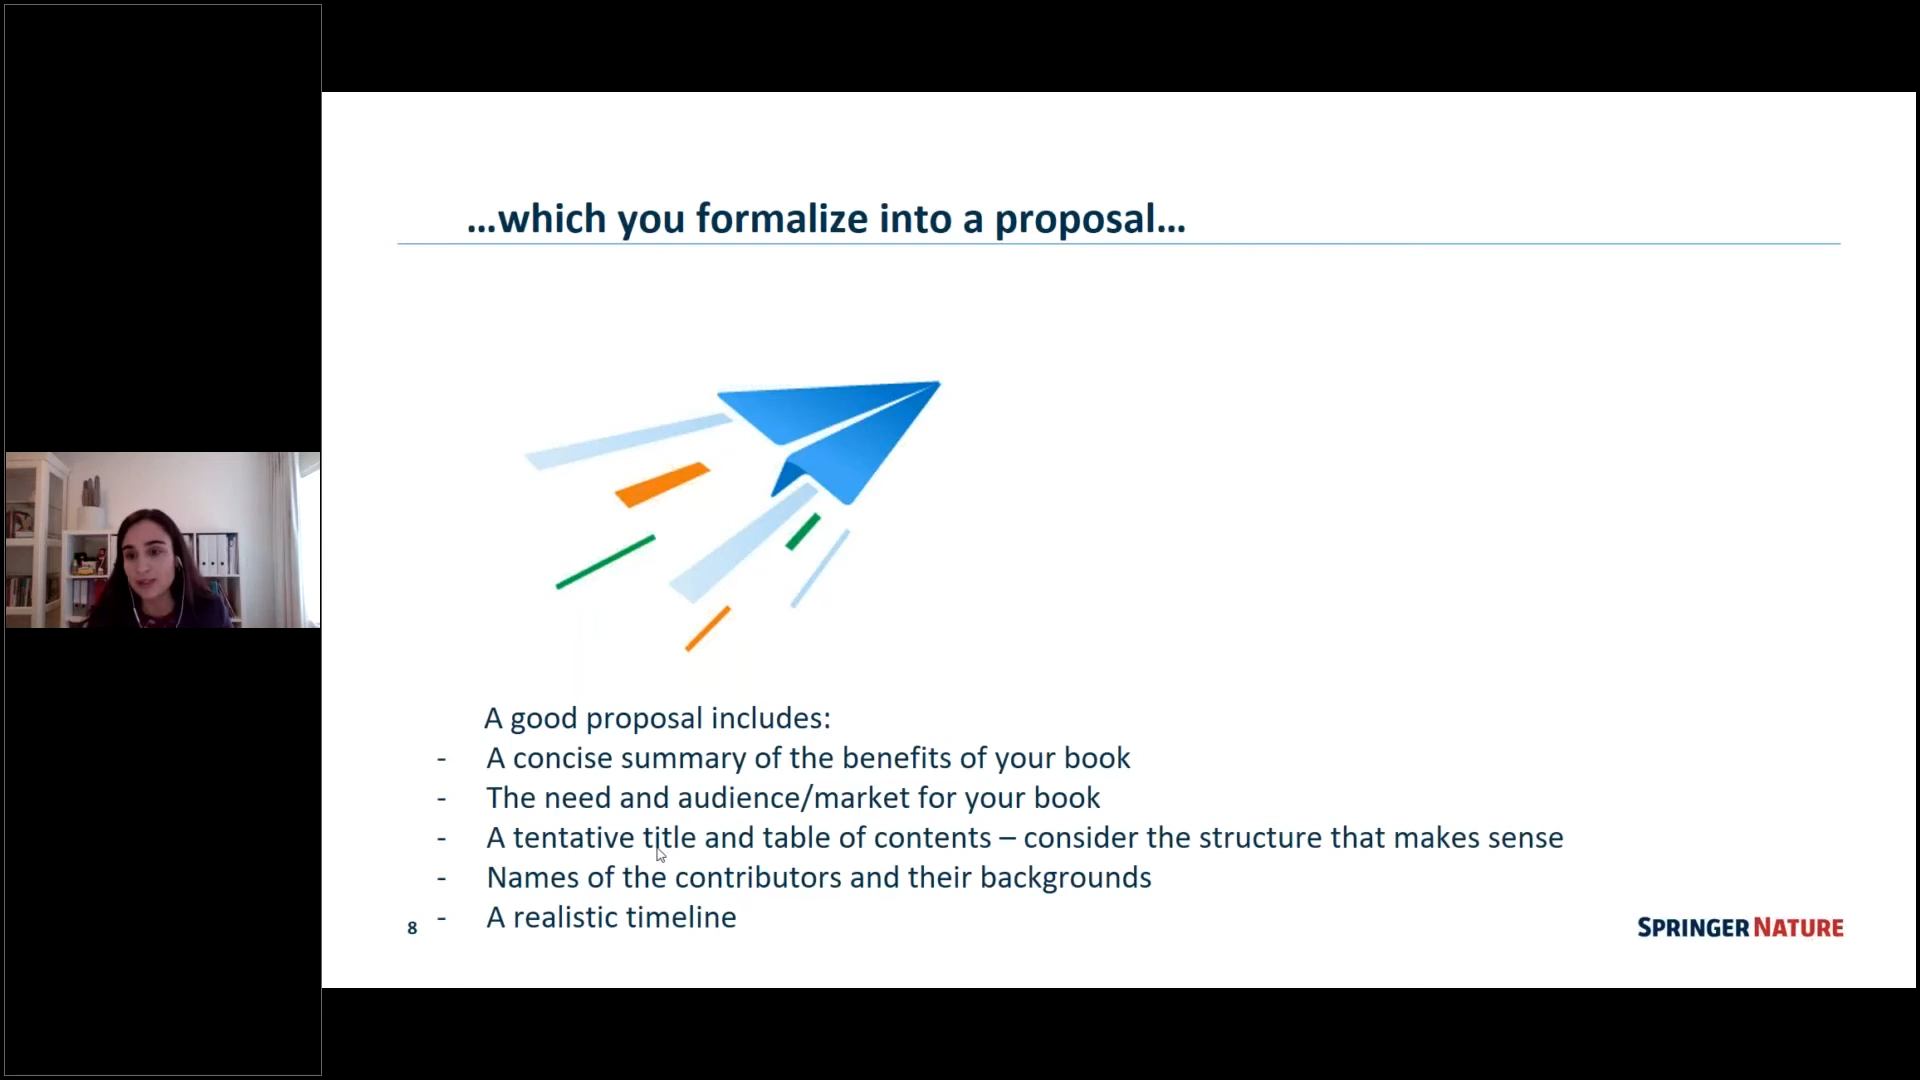 ...which you formalize into a proposal...
A good proposal includes:
- A concise summary of the benefits of your book
- The need and audience/market for your book
- A tentative title and table of contents – consider the structure that makes sense
- Names of the contributors and their backgrounds
- A realistic timeline
8
SPRINGER NATURE